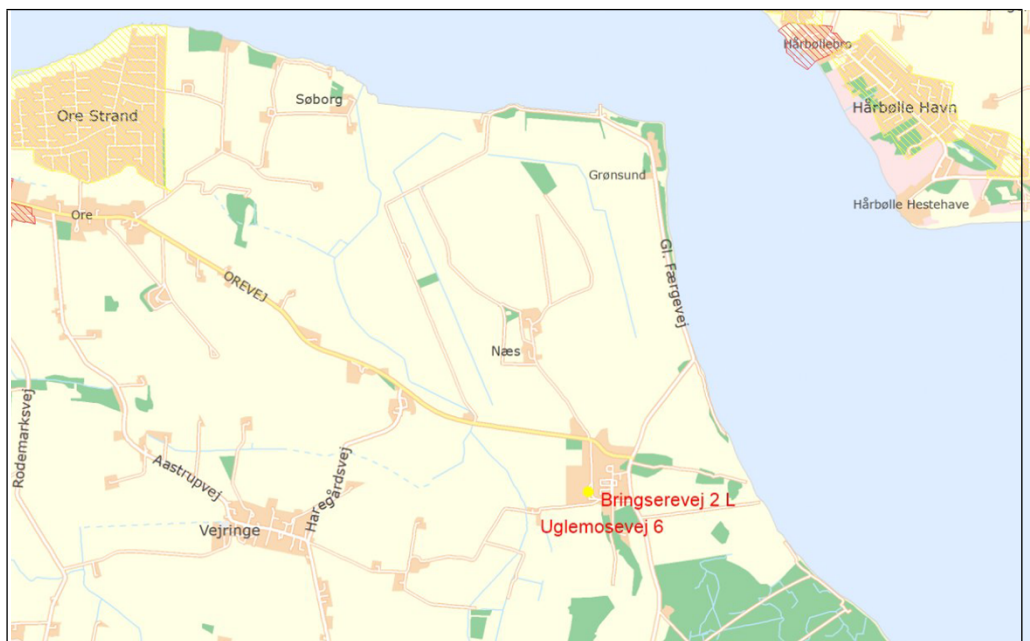 Hårbøllebro
Søborg
Ore Strand
Hårbølle Havn
Grønsund
Hårbølle Hestehave
Ore
OREVEJ
Gl. Færgevej
Næs
Rodemarksvej
Aastrupvej
Haregårdsvej
Bringserevej 2 L
Uglemosevej 6
Vejringe